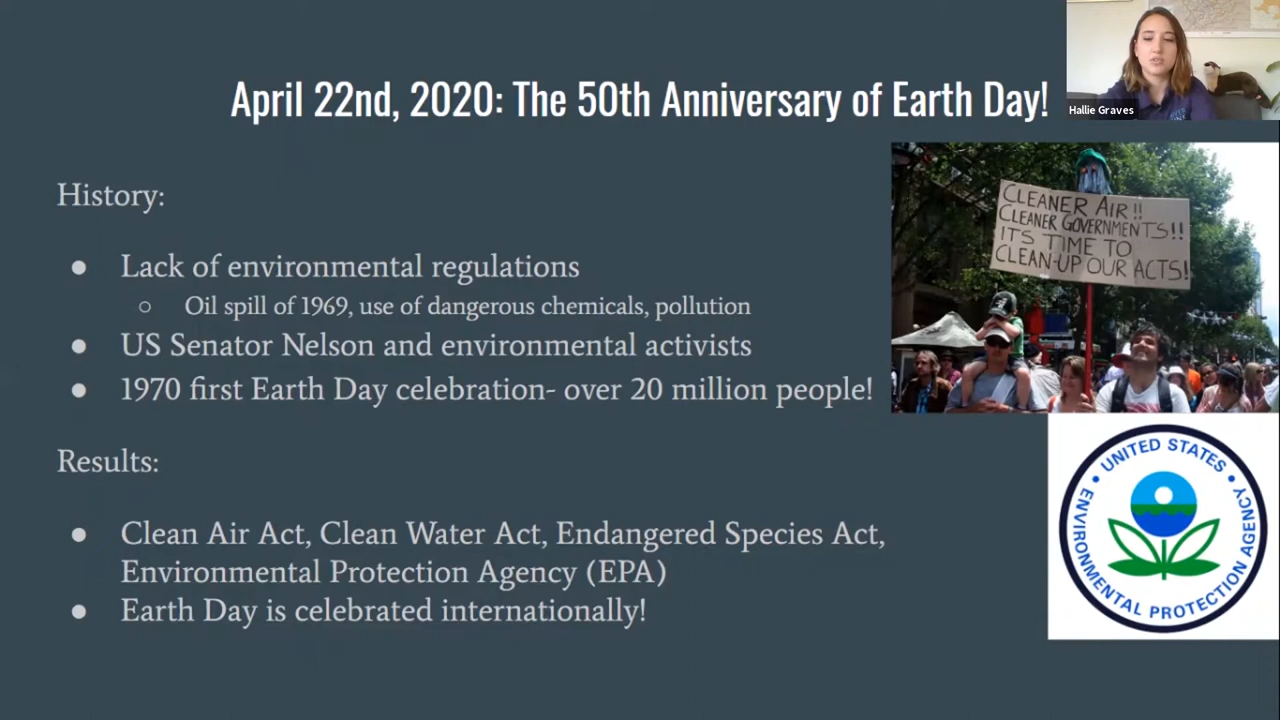 April 22nd, 2020: The 50th Anniversary of Earth Day!
Hallie Graves
History:
● Lack of environmental regulations
○ Oil spill of 1969, use of dangerous chemicals, pollution
● US Senator Nelson and environmental activists
● 1970 first Earth Day celebration- over 20 million people!
CLEANER AIR!!
CLEANER GOVERNMENTS!!
ITS TIME TO
CLEAN-UP OUR ACTS!
Results:
● Clean Air Act, Clean Water Act, Endangered Species Act,
Environmental Protection Agency (EPA)
● Earth Day is celebrated internationally!
UNITED STATES
ENVIRONMENTAL PROTECTION AGENCY